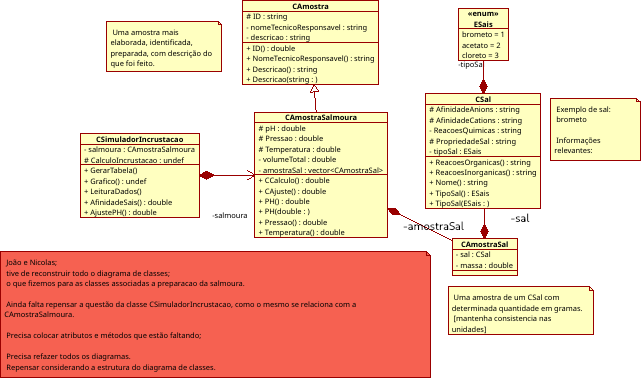 CAmostra
# ID : string
- nomeTecnicoResponsavel : string
- descricao : string
+ ID() : double
+ NomeTecnicoResponsavel() : string
+ Descricao() : string
+ Descricao(string : )
Uma amostra mais
elaborada, identificada,
preparada, com descrição do
que foi feito.
«enum»
ESais
brometo = 1
acetato = 2
cloreto = 3
-tipoSal
CSal
# AfinidadeAnions : string
# AfinidadeCations : string
- ReacoesQuimicas : string
# PropriedadeSal : string
- tipoSal : ESais
+ ReacoesOrganicas() : string
+ ReacoesInorganicas() : string
+ Nome() : string
+ TipoSal() : ESais
+ TipoSal(ESais : )
Exemplo de sal:
brometo
Informações
relevantes:
CAmostraSalmoura
# pH : double
# Pressao : double
# Temperatura : double
- volumeTotal : double
- amostraSal : vector<CAmostraSal>
+ CCalculo() : double
+ CAjuste() : double
+ PH() : double
+ PH(double : )
+ Pressao() : double
+ Temperatura() : double
CSimuladorIncrustacao
- salmoura : CAmostraSalmoura
# CalculoIncrustacao : undef
+ GerarTabela()
+ Grafico() : undef
+ LeituraDados()
+ AfinidadeSais() : double
+ AjustePH() : double
-salmoura
-amostraSal
-sal
CAmostraSal
- sal : CSal
- massa : double
João e Nicolas;
tive de reconstruir todo o diagrama de classes;
o que fizemos para as classes associadas a preparacao da salmoura.
Ainda falta repensar a questão da classe CSimuladorIncrustacao, como o mesmo se relaciona com a
CAmostraSalmoura.
Precisa colocar atributos e métodos que estão faltando;
Precisa refazer todos os diagramas.
Repensar considerando a estrutura do diagrama de classes.
Uma amostra de um CSal com
determinada quantidade em gramas.
[mantenha consistencia nas
unidades]